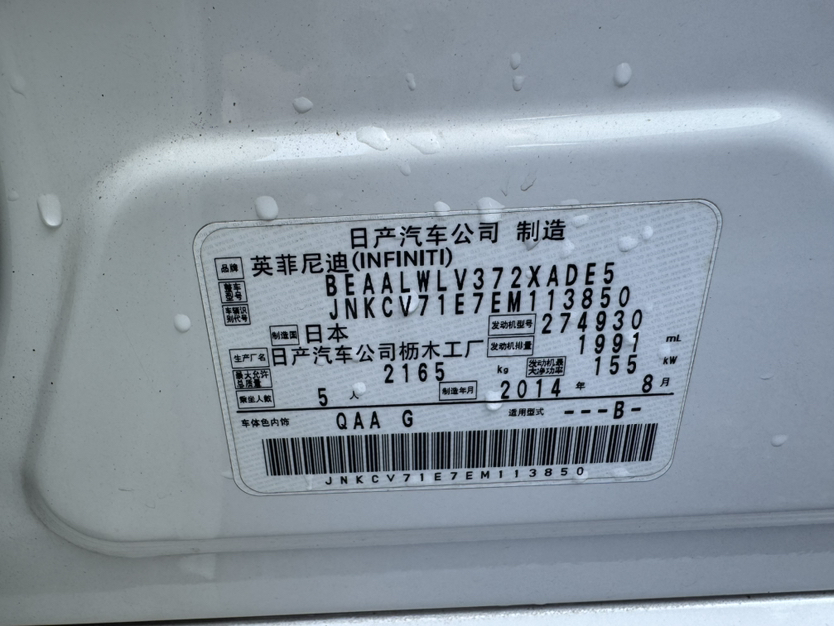 日产汽车公司 制造
品牌 英菲尼迪(INFINITI)
整车型号 BEAALWLV372XADE5
车辆识别代号 JNKCV71E7EM113850
制造国 日本 发动机型号 274930
生产厂名 日产汽车公司枥木工厂 发动机排量 1991 mL
最大允许总质量 2165 kg 发动机最大净功率 155 kW
乘坐人数 5 人 制造年月 2014 年 8 月
车体色内饰 QAA G 适用型式 ---B-
JNKCV71E7EM113850